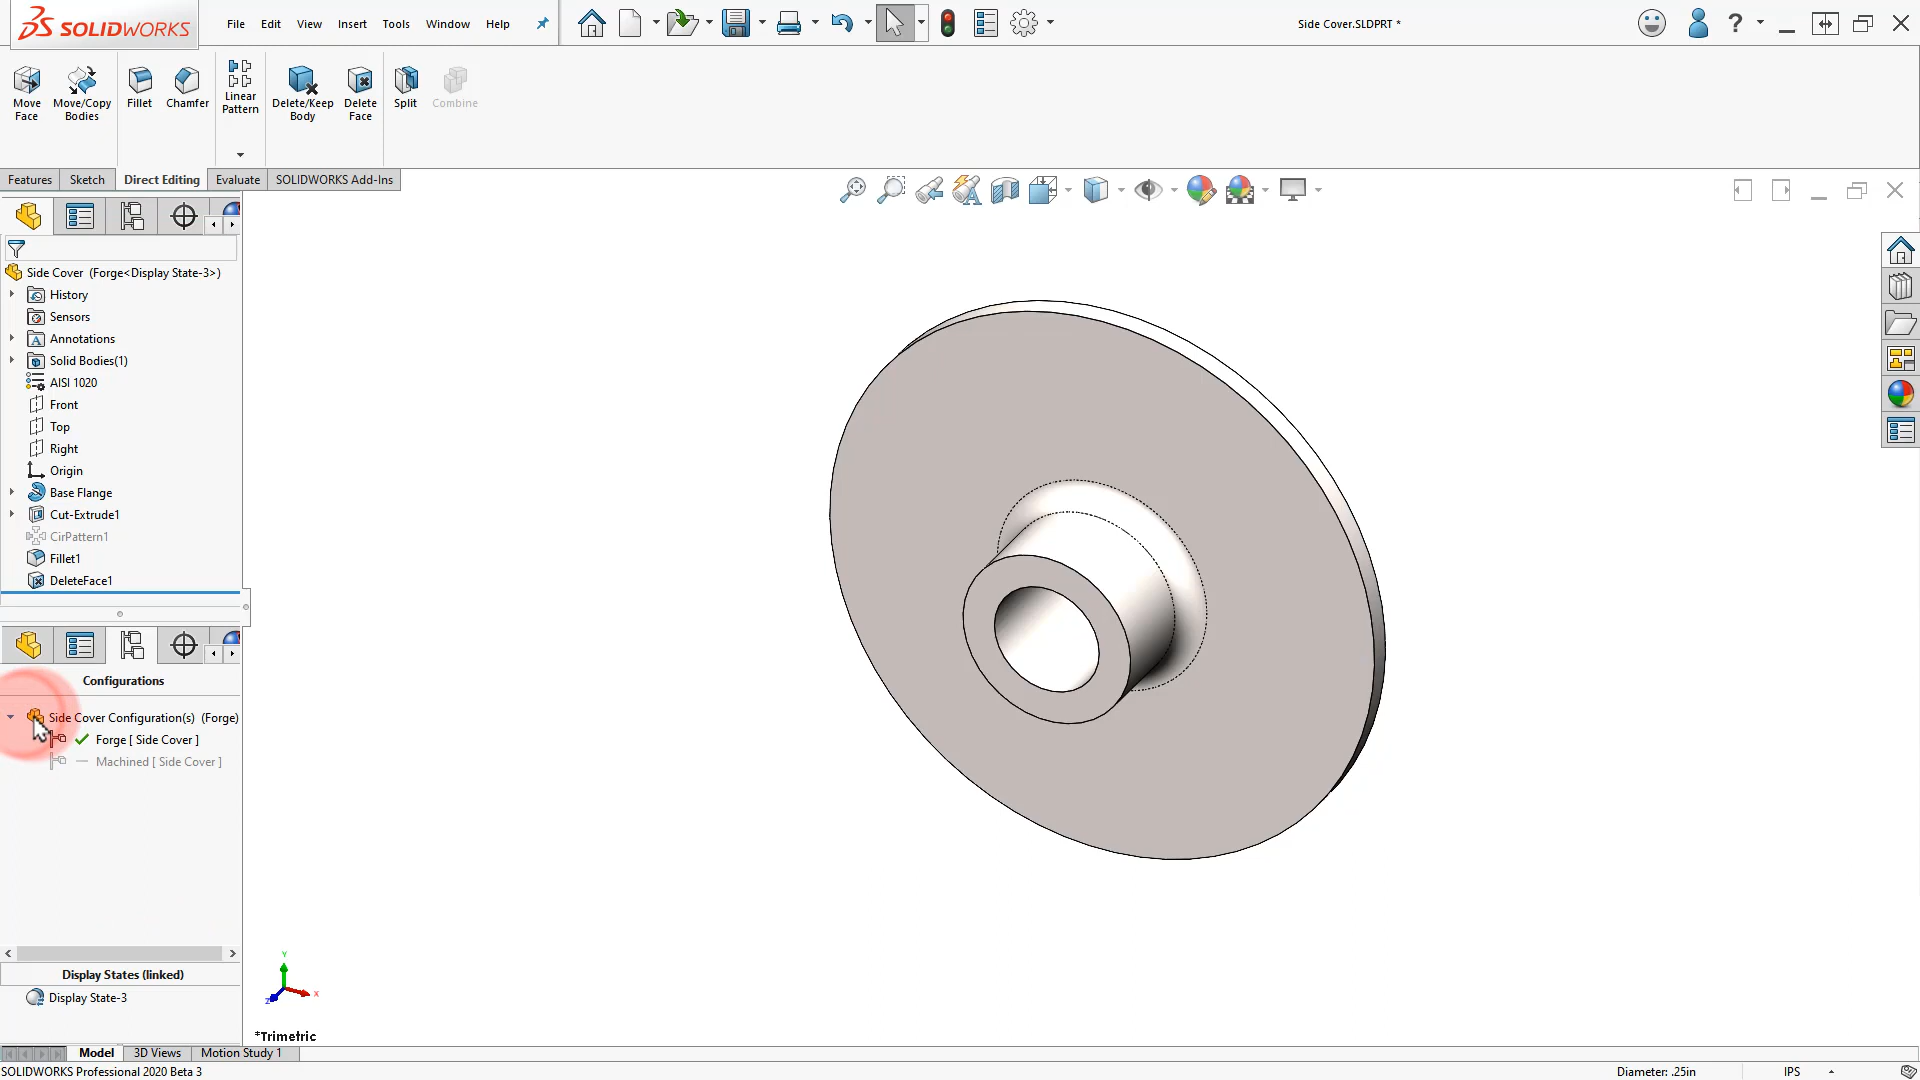 SOLIDWORKS
File Edit View Insert Tools Window Help
Side Cover.SLDPRT *
?
Move Face
Move/Copy Bodies
Fillet
Chamfer
Linear Pattern
Delete/Keep Body
Delete Face
Split
Combine
Features Sketch Direct Editing Evaluate SOLIDWORKS Add-Ins
Side Cover (Forge<Display State-3>)
History
Sensors
Annotations
Solid Bodies(1)
AISI 1020
Front
Top
Right
Origin
Base Flange
Cut-Extrude1
CirPattern1
Fillet1
DeleteFace1
Configurations
Side Cover Configuration(s) (Forge)
Forge [ Side Cover ]
Machined [ Side Cover ]
Display States (linked)
Display State-3
Y
X
Z
*Trimetric
Model 3D Views Motion Study 1
SOLIDWORKS Professional 2020 Beta 3
Diameter: .25in
IPS